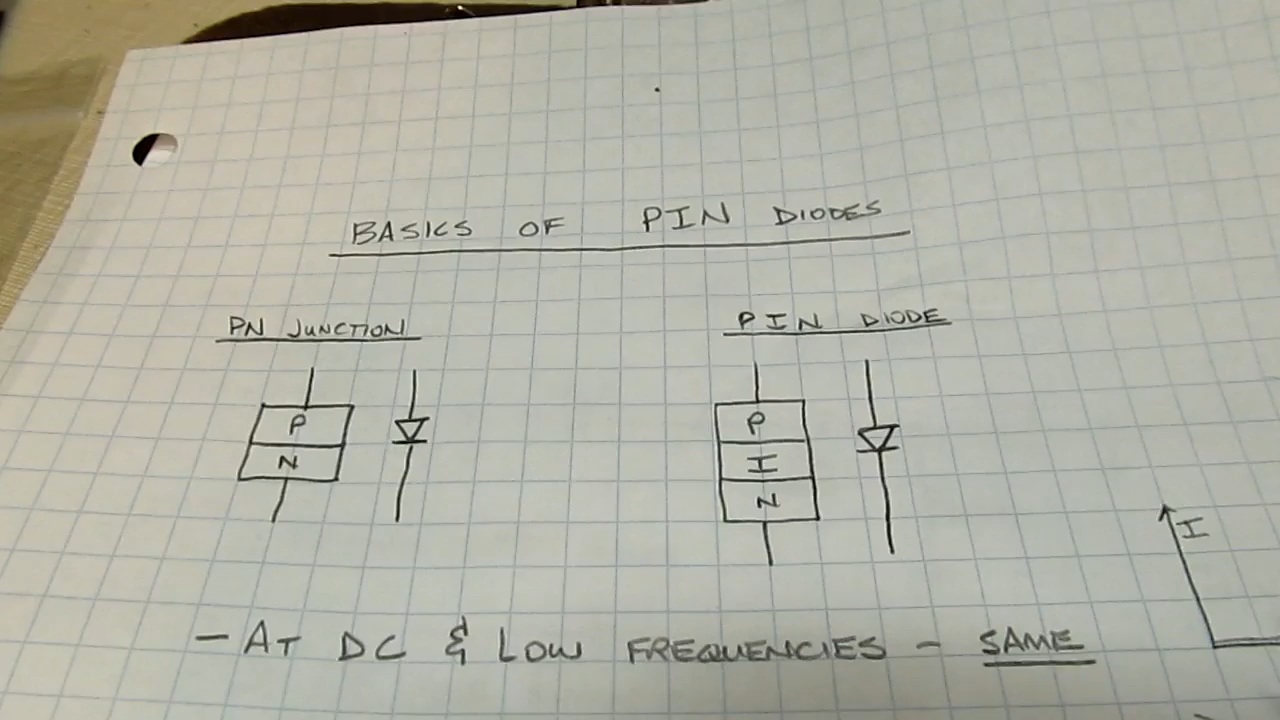 BASICS OF PIN DIODES
PN JUNCTION
P
N
PIN DIODE
P
I
N
I
- AT DC & LOW FREQUENCIES - SAME